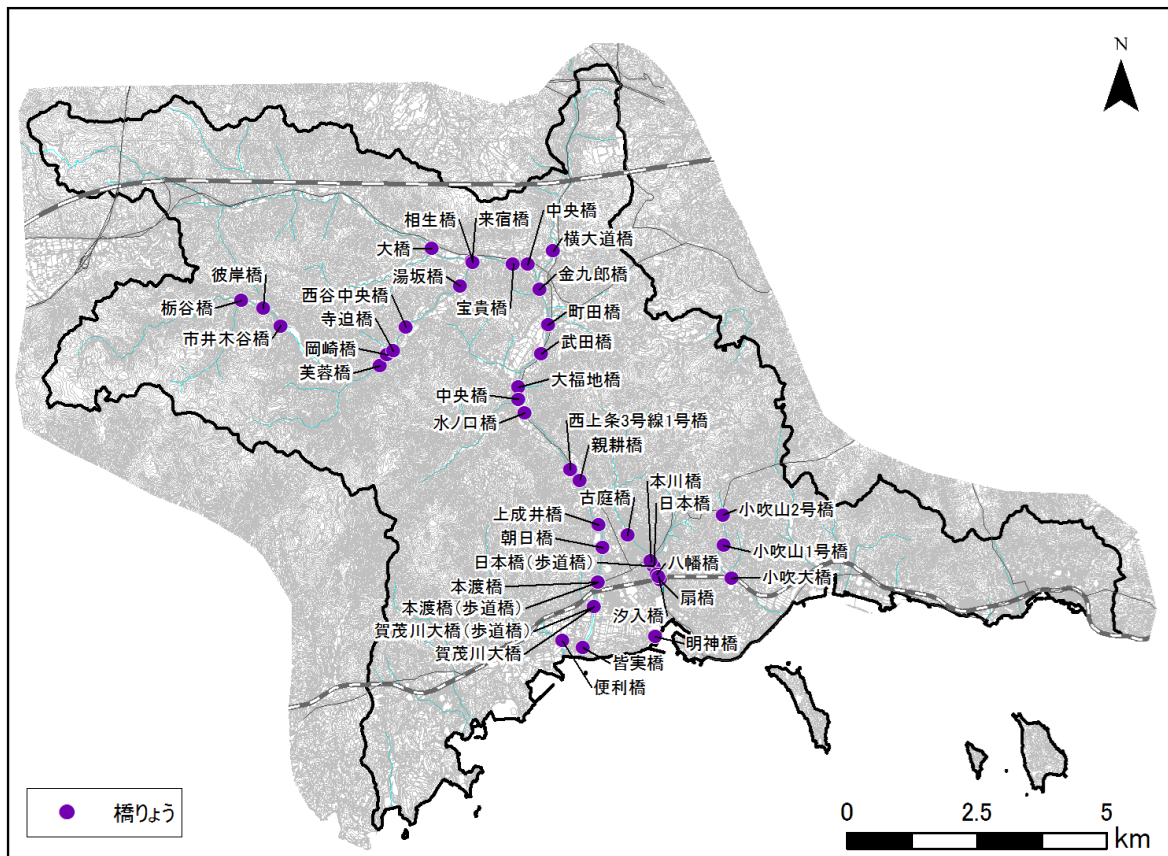 N
相生橋
来宿橋
中央橋
大橋
横大道橋
湯坂橋
彼岸橋
西谷中央橋
金九郎橋
栃谷橋
宝貴橋
寺迫橋
町田橋
市井木谷橋
岡崎橋
武田橋
芙蓉橋
大福地橋
中央橋
水ノ口橋
西上条3号線1号橋
親耕橋
本川橋
古庭橋
日本橋
上成井橋
小吹山2号橋
朝日橋
小吹山1号橋
日本橋(歩道橋)
八幡橋
小吹大橋
本渡橋
扇橋
本渡橋(歩道橋)
汐入橋
賀茂川大橋(歩道橋)
賀茂川大橋
明神橋
皆実橋
便利橋
橋りょう
0 2.5 5
km